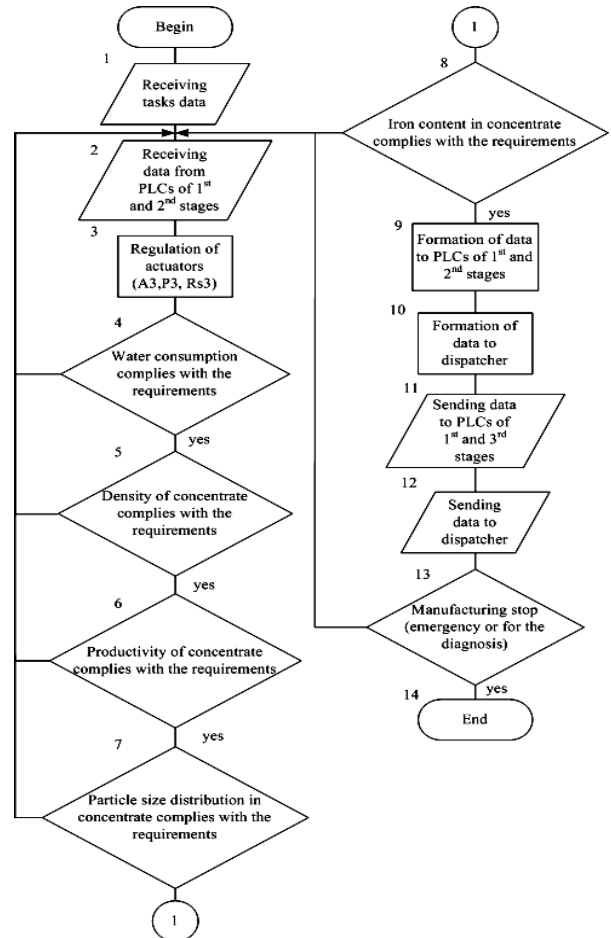 Begin
1
Receiving
tasks data
2
Receiving
data from
PLCs of 1st
and 2nd stages
3
Regulation of
actuators
(A3,P3, Rs3)
4
Water consumption
complies with the
requirements
yes
5
Density of concentrate
complies with the
requirements
yes
6
Productivity of concentrate
complies with the requirements
yes
7
Particle size distribution in
concentrate complies with the
requirements
1
1
8
Iron content in concentrate
complies with the requirements
yes
9
Formation of data
to PLCs of 1st and
2nd stages
10
Formation of
data to
dispatcher
11
Sending data
to PLCs of
1st and 3rd
stages
12
Sending
data to
dispatcher
13
Manufacturing stop
(emergency or for the
diagnosis)
yes
14
End